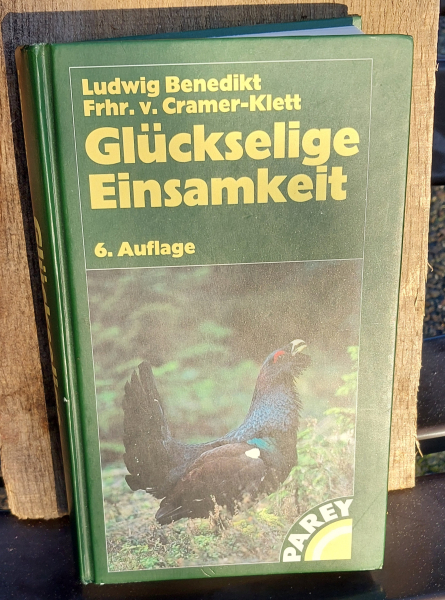 Ludwig Benedikt
Frhr. v. Cramer-Klett
Glückselige
Einsamkeit
6. Auflage
PAREY